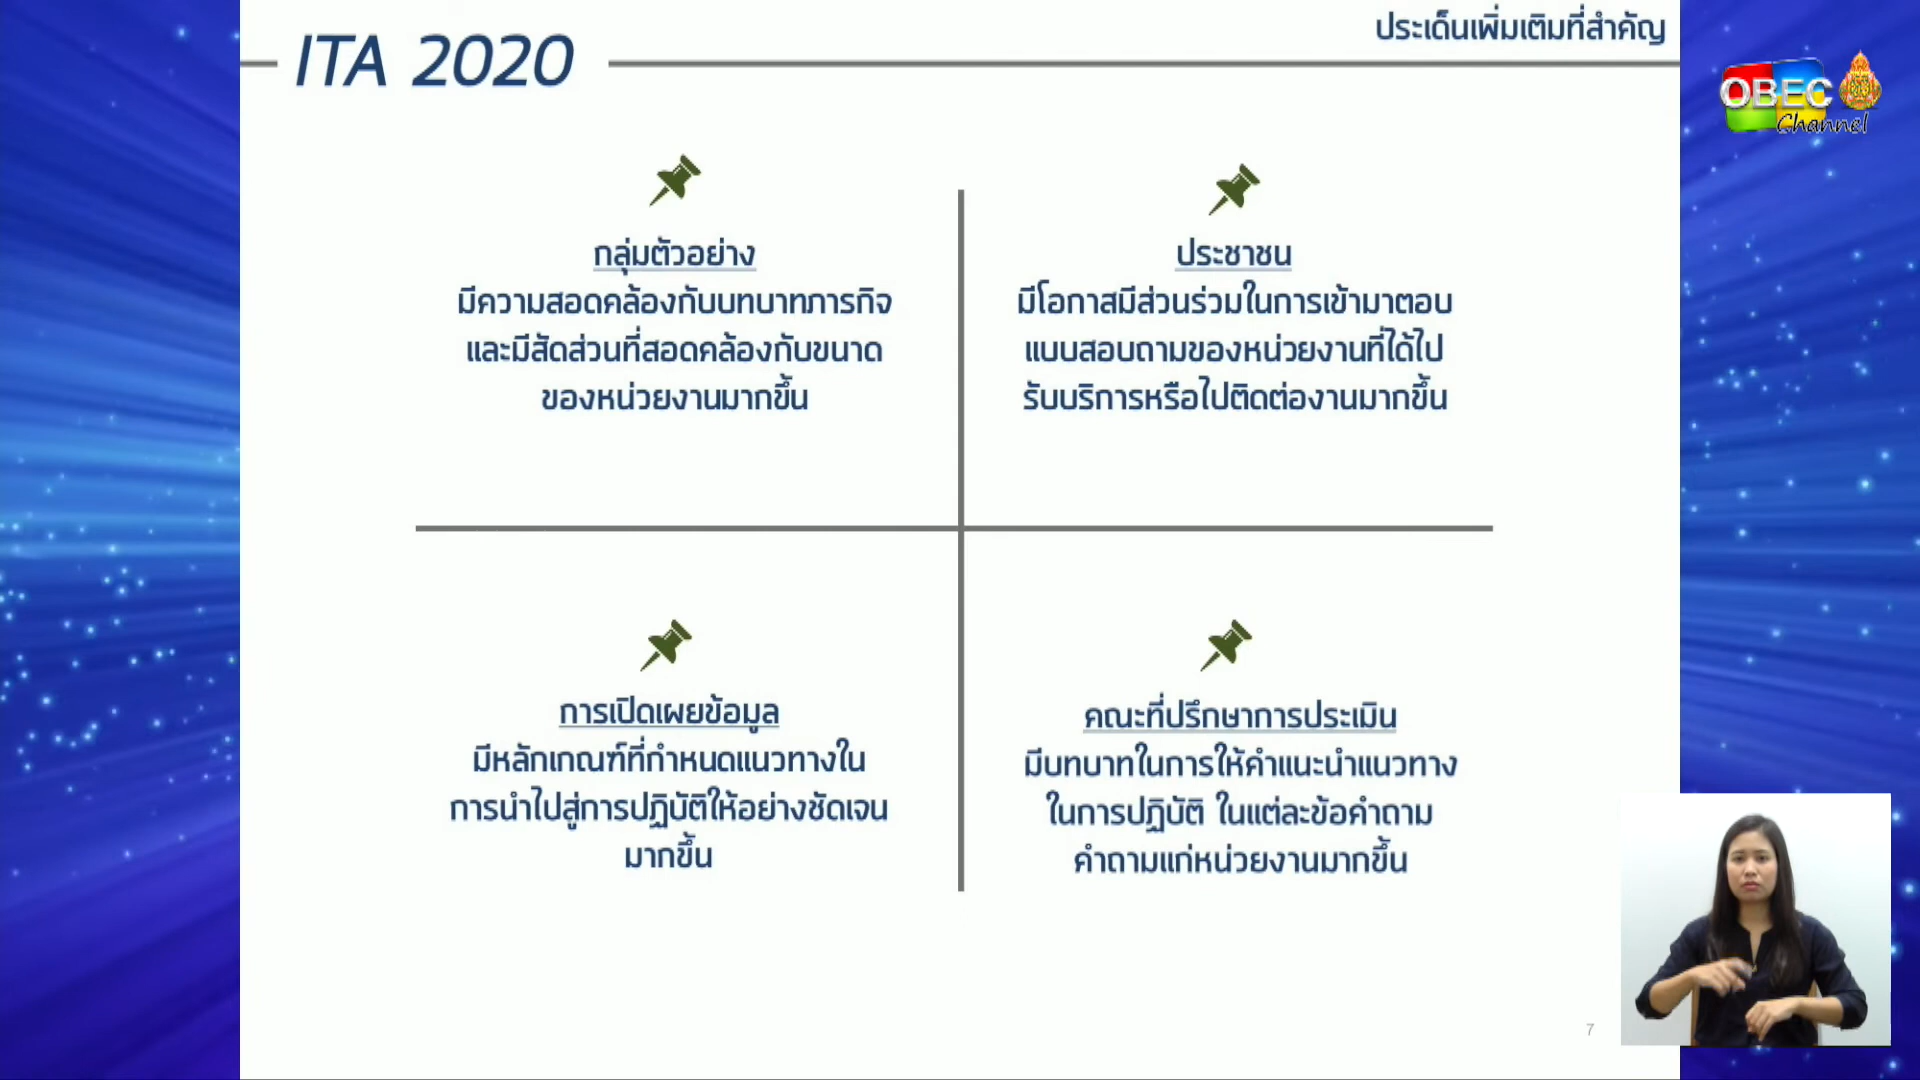 ประเด็นเพิ่มเติมที่สำคัญ
ITA 2020
OBEC
Channel
กลุ่มตัวอย่าง
มีความสอดคล้องกับบทบาทภารกิจ
และมีสัดส่วนที่สอดคล้องกับขนาด
ของหน่วยงานมากขึ้น
ประชาชน
มีโอกาสมีส่วนร่วมในการเข้ามาตอบ
แบบสอบถามของหน่วยงานที่ได้ไป
รับบริการหรือไปติดต่องานมากขึ้น
การเปิดเผยข้อมูล
มีหลักเกณฑ์ที่กำหนดแนวทางใน
การนำไปสู่การปฏิบัติให้อย่างชัดเจน
มากขึ้น
คณะที่ปรึกษาการประเมิน
มีบทบาทในการให้คำแนะนำแนวทาง
ในการปฏิบัติ ในแต่ละข้อคำถาม
คำถามแก่หน่วยงานมากขึ้น
7